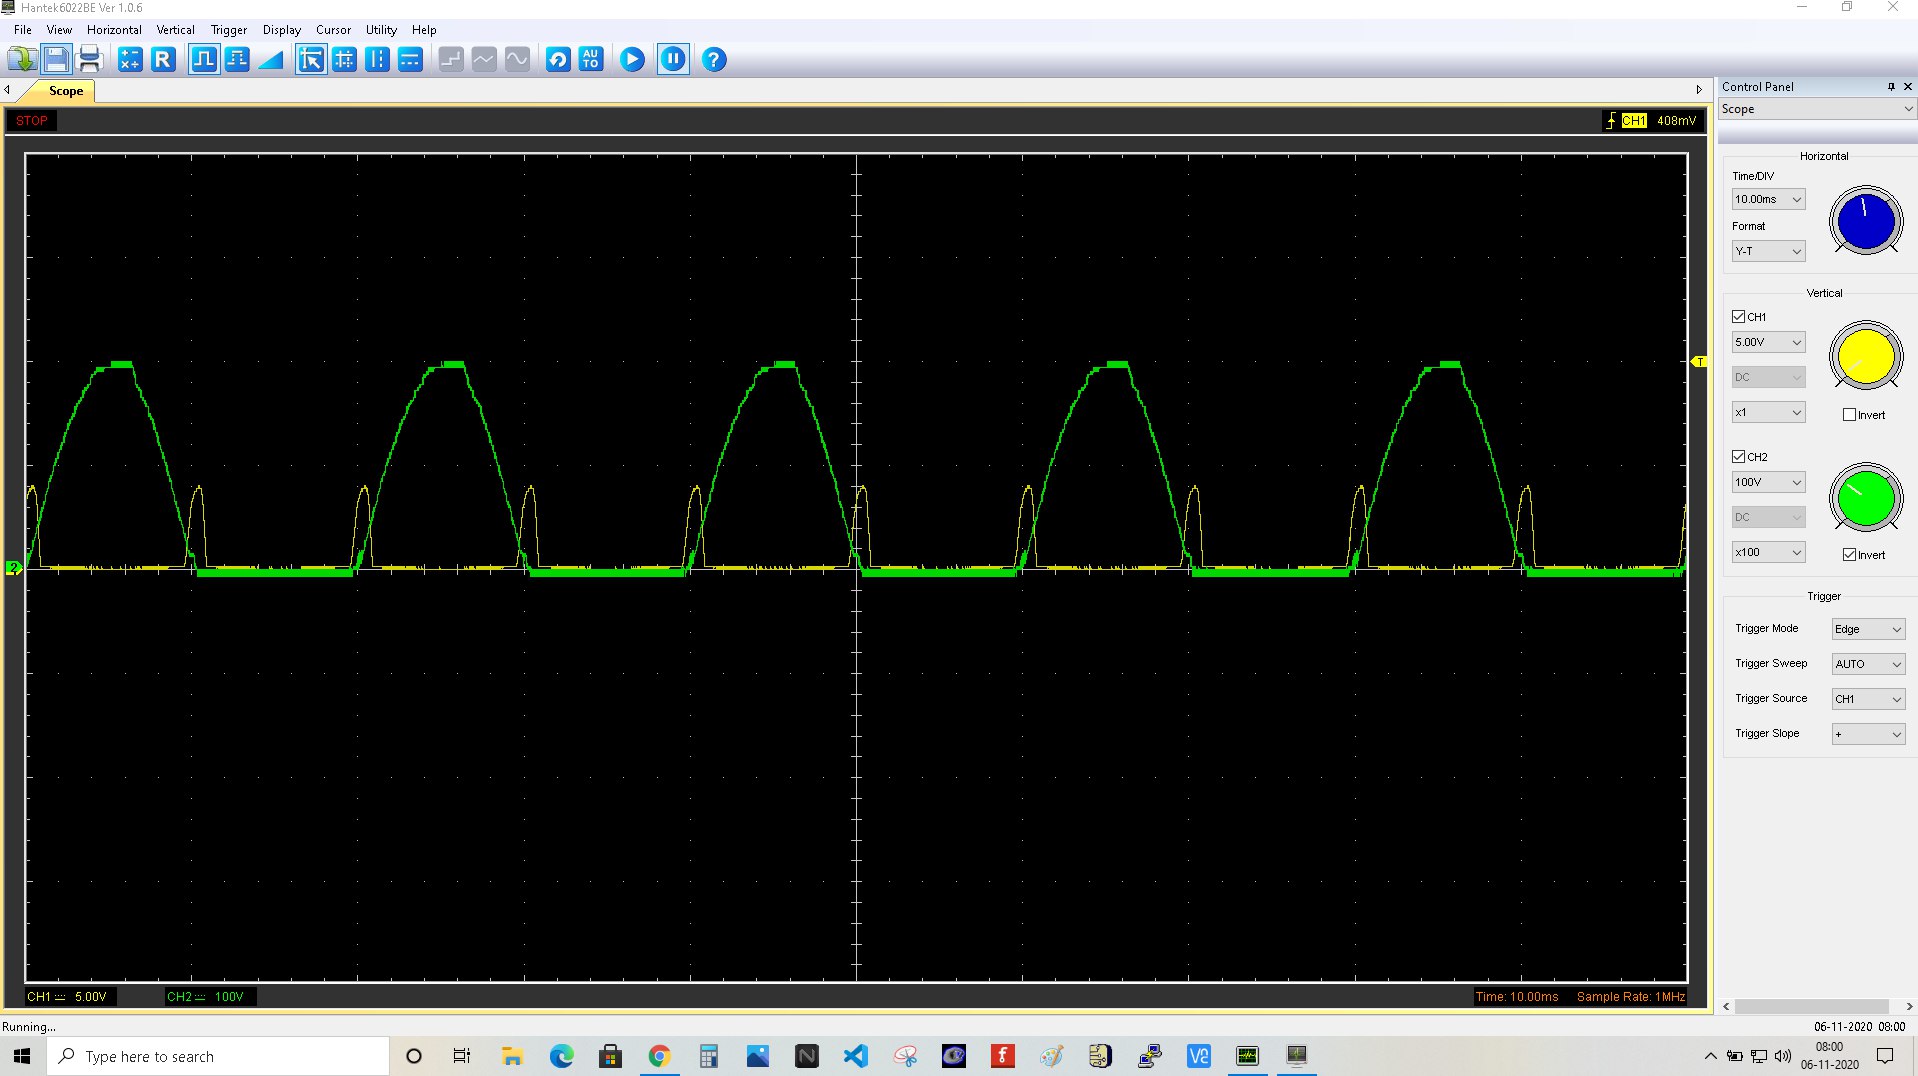 Hantek6022BE Ver 1.0.6
File View Horizontal Vertical Trigger Display Cursor Utility Help
R AU TO ?
Scope
STOP
CH1 408mV
T
2
CH1 5.00V CH2 100V Time: 10.00ms Sample Rate: 1MHz
Control Panel
Scope
Horizontal
Time/DIV
10.00ms
Format
Y-T
Vertical
CH1
5.00V
DC
x1
Invert
CH2
100V
DC
x100
Invert
Trigger
Trigger Mode Edge
Trigger Sweep AUTO
Trigger Source CH1
Trigger Slope +
Running...
06-11-2020 08:00
Type here to search
N
f
V2
08:00
06-11-2020